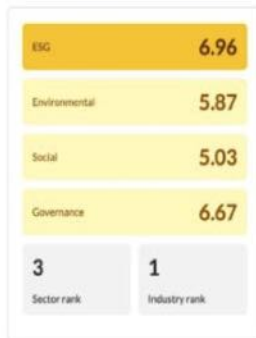 ESG 6.96
Environmental 5.87
Social 5.03
Governance 6.67
3 1
Sector rank Industry rank